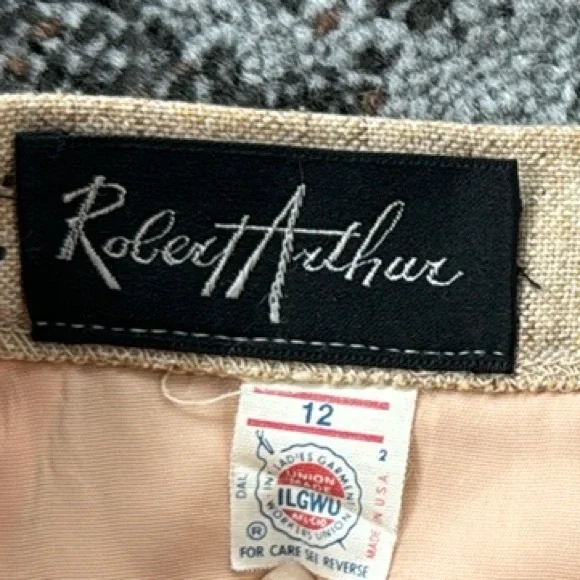 Robert Arthur
12
2
INT. LADIES GARMENT
WORKERS UNION
UNION
MADE
ILGWU
AFL-CIO
®
DAL
MADE IN U.S.A.
FOR CARE SEE REVERSE